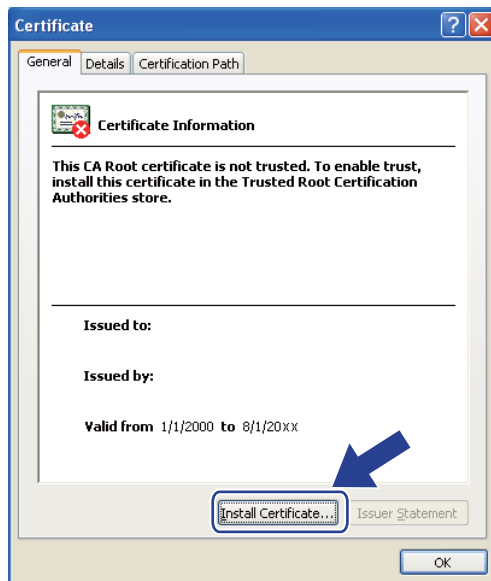 Certificate
General
Details
Certification Path
Certificate Information
This CA Root certificate is not trusted. To enable trust,
install this certificate in the Trusted Root Certification
Authorities store.
Issued to:
Issued by:
Valid from 1/1/2000 to 8/1/20xx
Install Certificate...
Issuer Statement
OK